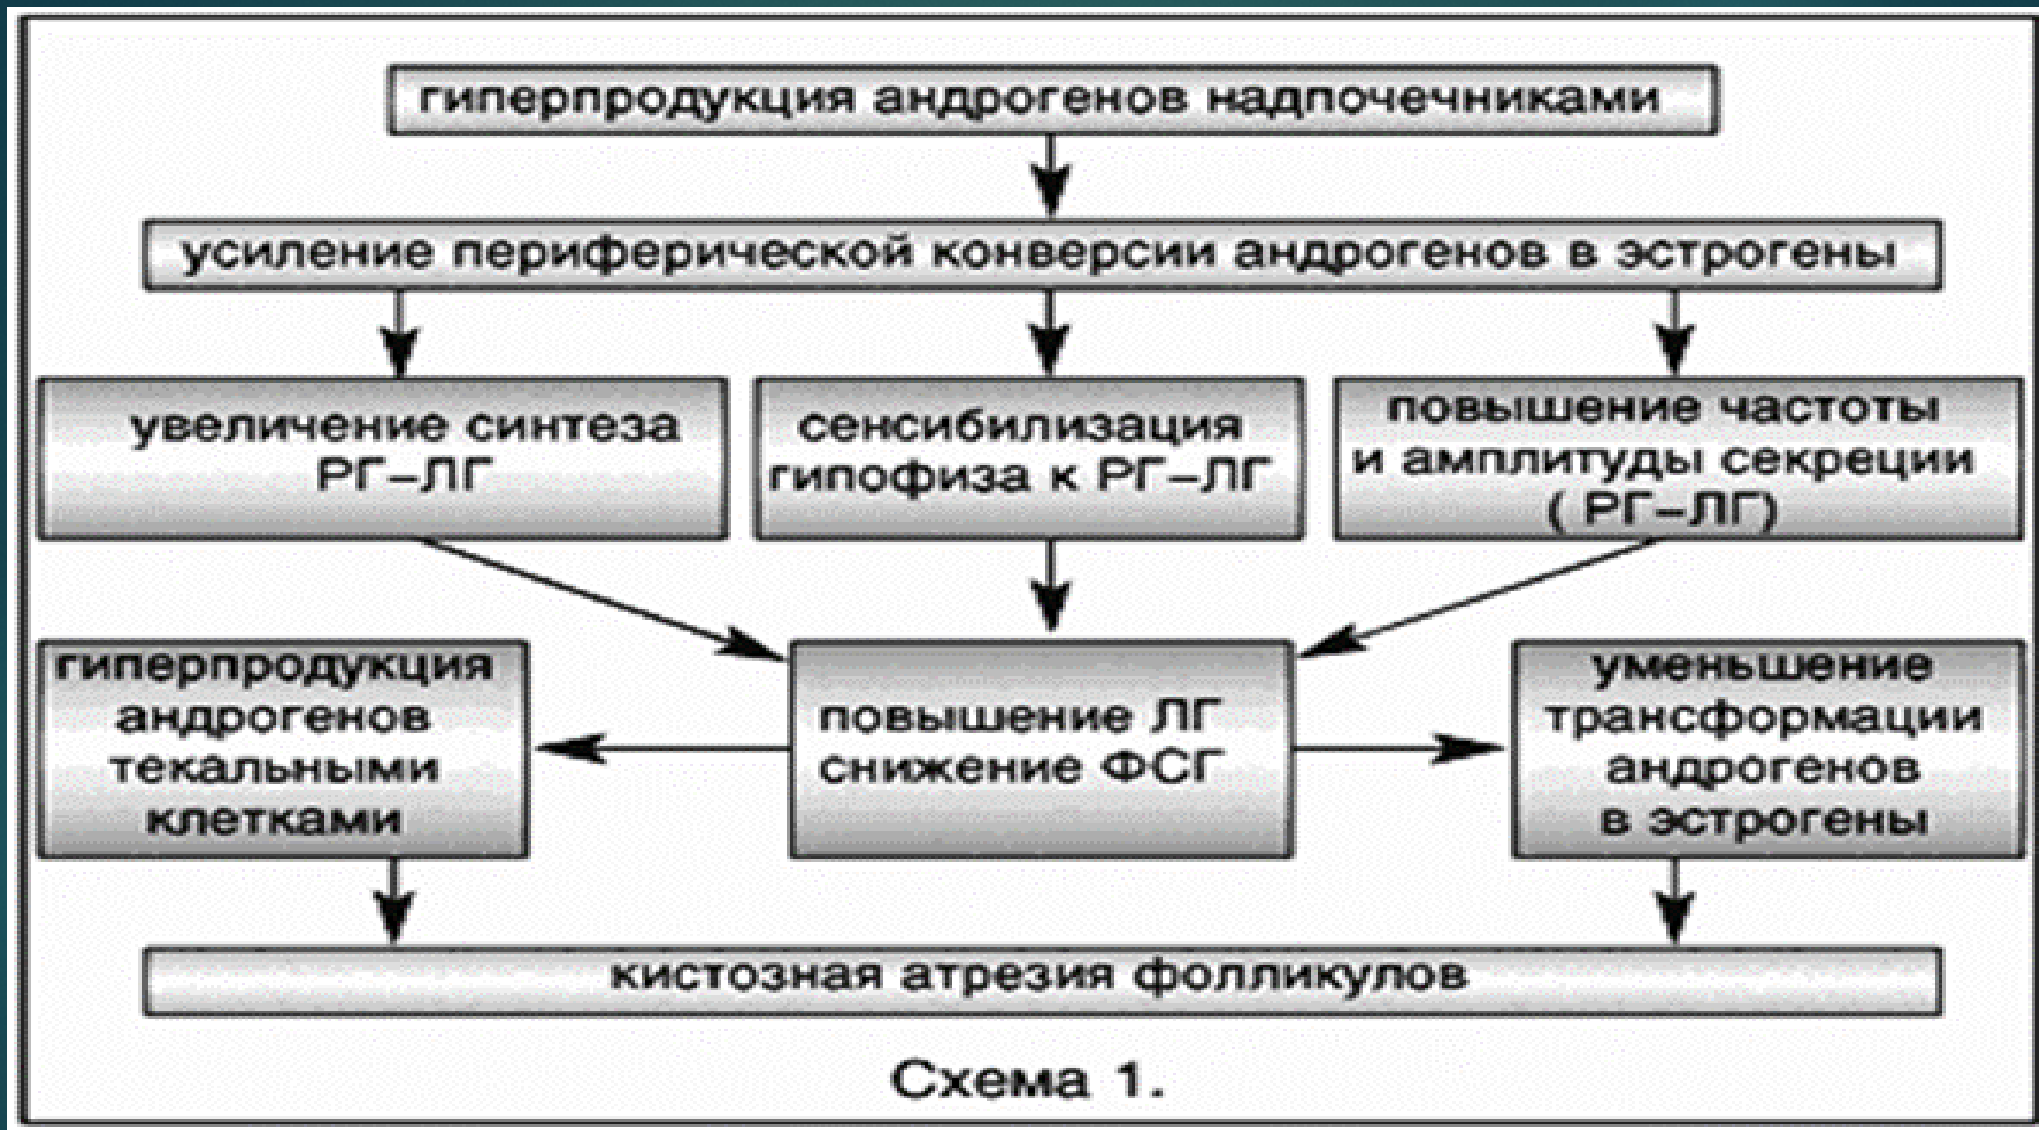 гиперпродукция андрогенов надпочечниками
усиление периферической конверсии андрогенов в эстрогены
увеличение синтеза
РГ–ЛГ
сенсибилизация
гипофиза к РГ–ЛГ
повышение частоты
и амплитуды секреции
( РГ–ЛГ)
гиперпродукция
андрогенов
текальными
клетками
повышение ЛГ
снижение ФСГ
уменьшение
трансформации
андрогенов
в эстрогены
кистозная атрезия фолликулов
Схема 1.